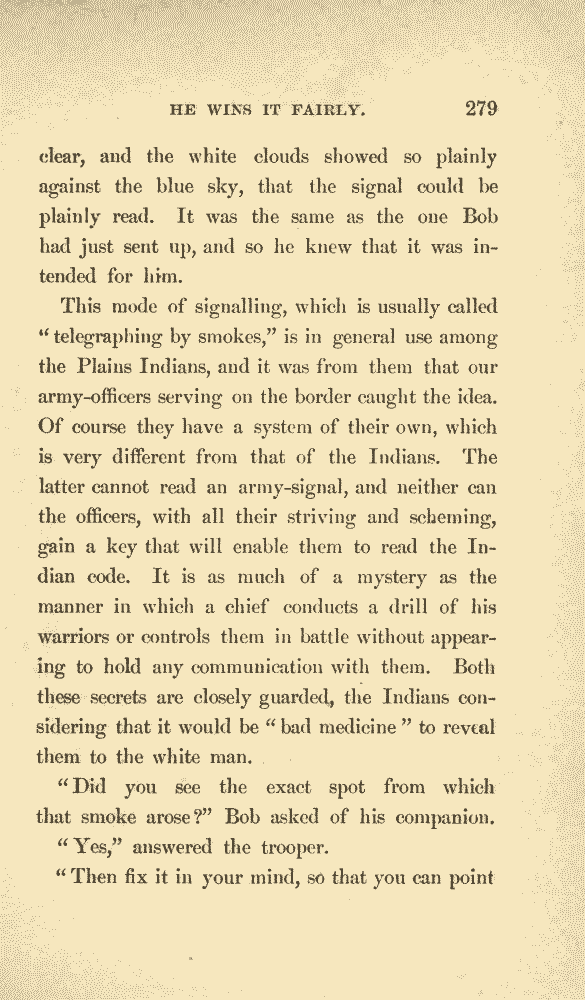 HE WINS IT FAIRLY. 279
clear, and the white clouds showed so plainly
against the blue sky, that the signal could be
plainly read. It was the same as the one Bob
had just sent up, and so he knew that it was in-
tended for him.
This mode of signalling, which is usually called
“telegraphing by smokes,” is in general use among
the Plains Indians, and it was from them that our
army-officers serving on the border caught the idea.
Of course they have a system of their own, which
is very different from that of the Indians. The
latter cannot read an army-signal, and neither can
the officers, with all their striving and scheming,
gain a key that will enable them to read the In-
dian code. It is as much of a mystery as the
manner in which a chief conducts a drill of his
warriors or controls them in battle without appear-
ing to hold any communication with them. Both
these secrets are closely guarded, the Indians con-
sidering that it would be “bad medicine” to reveal
them to the white man.
“Did you see the exact spot from which
that smoke arose?” Bob asked of his companion.
“Yes,” answered the trooper.
“Then fix it in your mind, so that you can point